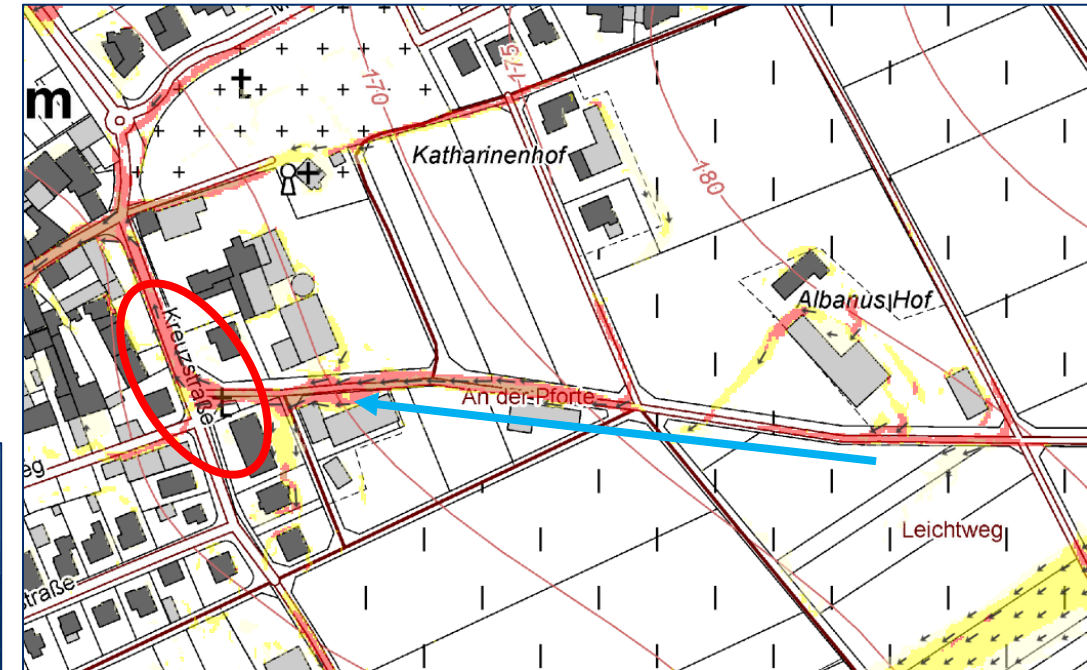 m
170
175
Katharinenhof
180
Albanus Hof
Kreuzstraße
An der Pforte
eg
Leichtweg
straße